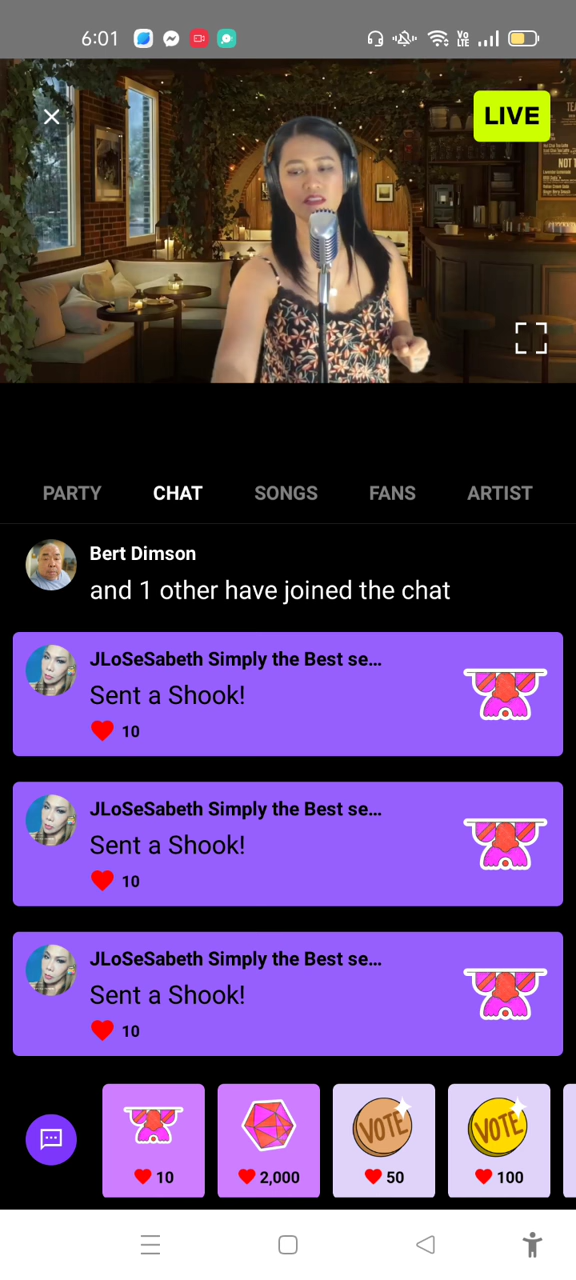 6:01
VoLTE
LIVE
PARTY CHAT SONGS FANS ARTIST
Bert Dimson
and 1 other have joined the chat
JLoSeSabeth Simply the Best se...
Sent a Shook!
10
JLoSeSabeth Simply the Best se...
Sent a Shook!
10
JLoSeSabeth Simply the Best se...
Sent a Shook!
10
VOTE VOTE
10 2,000 50 100